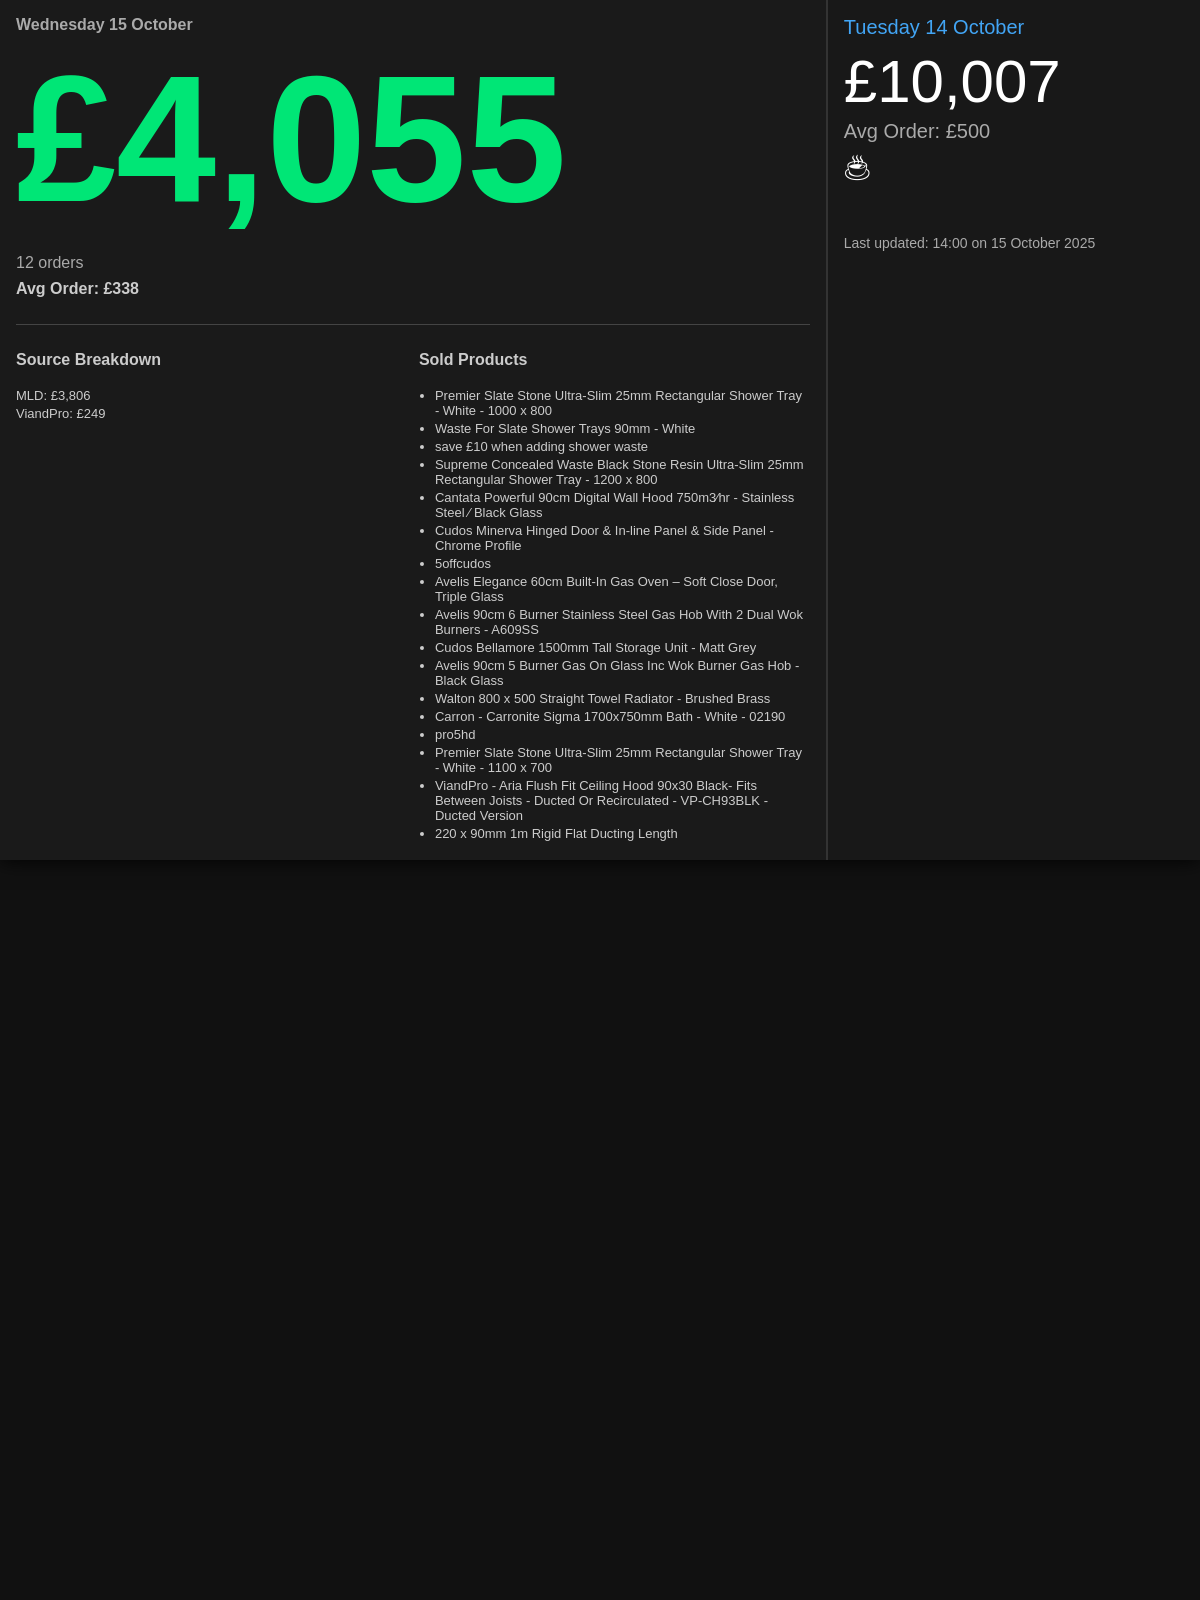 Wednesday 15 October
£4,055
12 orders
Avg Order: £338
Source Breakdown
MLD: £3,806
ViandPro: £249
Sold Products
• Premier Slate Stone Ultra-Slim 25mm Rectangular Shower Tray
- White - 1000 x 800
• Waste For Slate Shower Trays 90mm - White
• save £10 when adding shower waste
• Supreme Concealed Waste Black Stone Resin Ultra-Slim 25mm
Rectangular Shower Tray - 1200 x 800
• Cantata Powerful 90cm Digital Wall Hood 750m3⁄hr - Stainless
Steel ⁄ Black Glass
• Cudos Minerva Hinged Door & In-line Panel & Side Panel -
Chrome Profile
• 5offcudos
• Avelis Elegance 60cm Built-In Gas Oven – Soft Close Door,
Triple Glass
• Avelis 90cm 6 Burner Stainless Steel Gas Hob With 2 Dual Wok
Burners - A609SS
• Cudos Bellamore 1500mm Tall Storage Unit - Matt Grey
• Avelis 90cm 5 Burner Gas On Glass Inc Wok Burner Gas Hob -
Black Glass
• Walton 800 x 500 Straight Towel Radiator - Brushed Brass
• Carron - Carronite Sigma 1700x750mm Bath - White - 02190
• pro5hd
• Premier Slate Stone Ultra-Slim 25mm Rectangular Shower Tray
- White - 1100 x 700
• ViandPro - Aria Flush Fit Ceiling Hood 90x30 Black- Fits
Between Joists - Ducted Or Recirculated - VP-CH93BLK -
Ducted Version
• 220 x 90mm 1m Rigid Flat Ducting Length
Tuesday 14 October
£10,007
Avg Order: £500
☕
Last updated: 14:00 on 15 October 2025